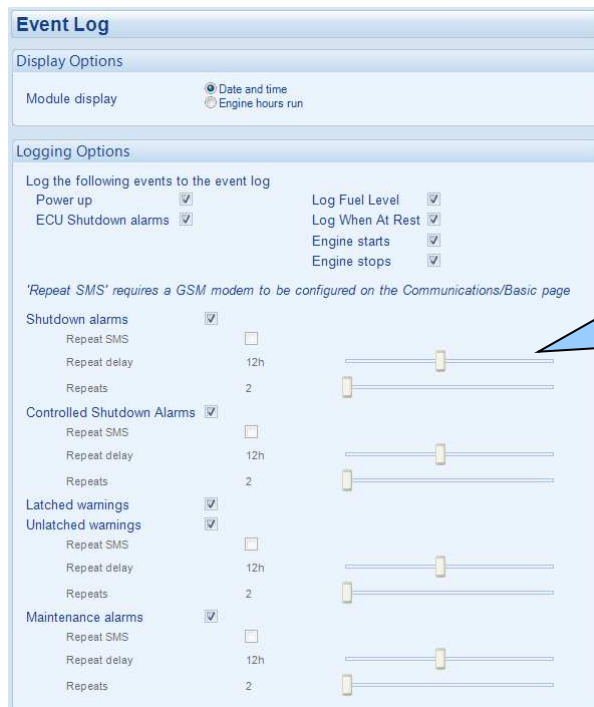 Event Log
Display Options
Module display
Date and time
Engine hours run
Logging Options
Log the following events to the event log
Power up
Log Fuel Level
ECU Shutdown alarms
Log When At Rest
Engine starts
Engine stops
'Repeat SMS' requires a GSM modem to be configured on the Communications/Basic page
Shutdown alarms
Repeat SMS
Repeat delay 12h
Repeats 2
Controlled Shutdown Alarms
Repeat SMS
Repeat delay 12h
Repeats 2
Latched warnings
Unlatched warnings
Repeat SMS
Repeat delay 12h
Repeats 2
Maintenance alarms
Repeat SMS
Repeat delay 12h
Repeats 2